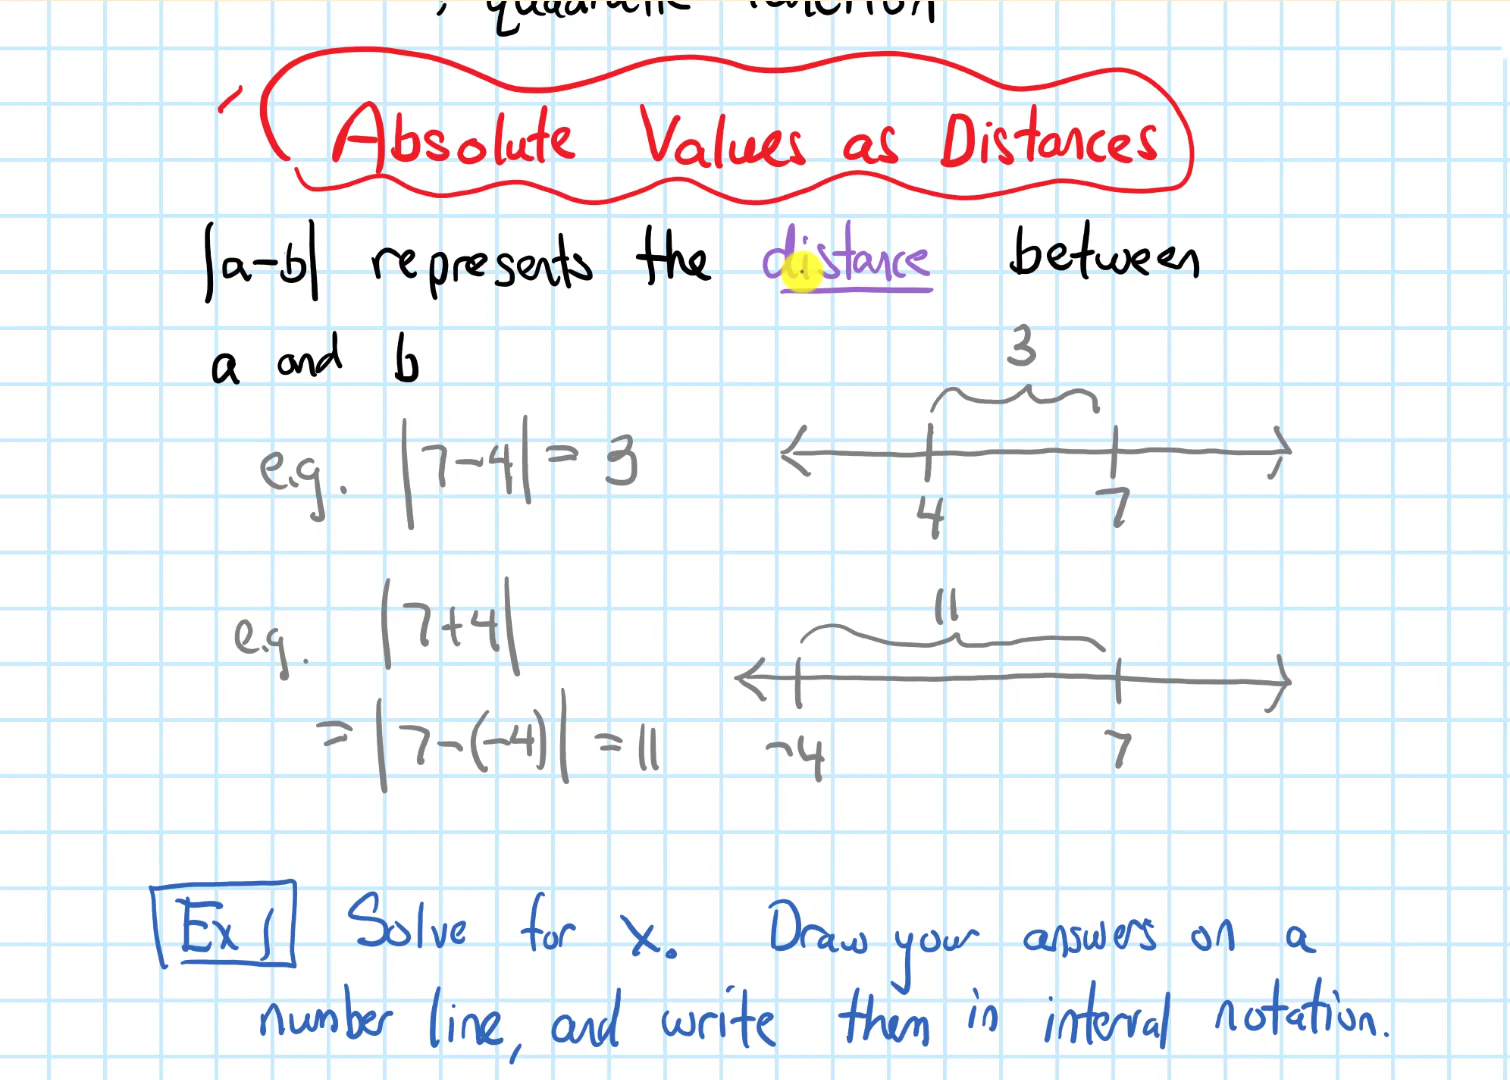 , quadratic function
Absolute Values as Distances
|a-b| represents the distance between
a and b
3
e.g. |7-4| = 3
4 7
e.g. |7+4|
11
= |7-(-4)| = 11
-4 7
Ex 1 Solve for x. Draw your answers on a
number line, and write them in interval notation.